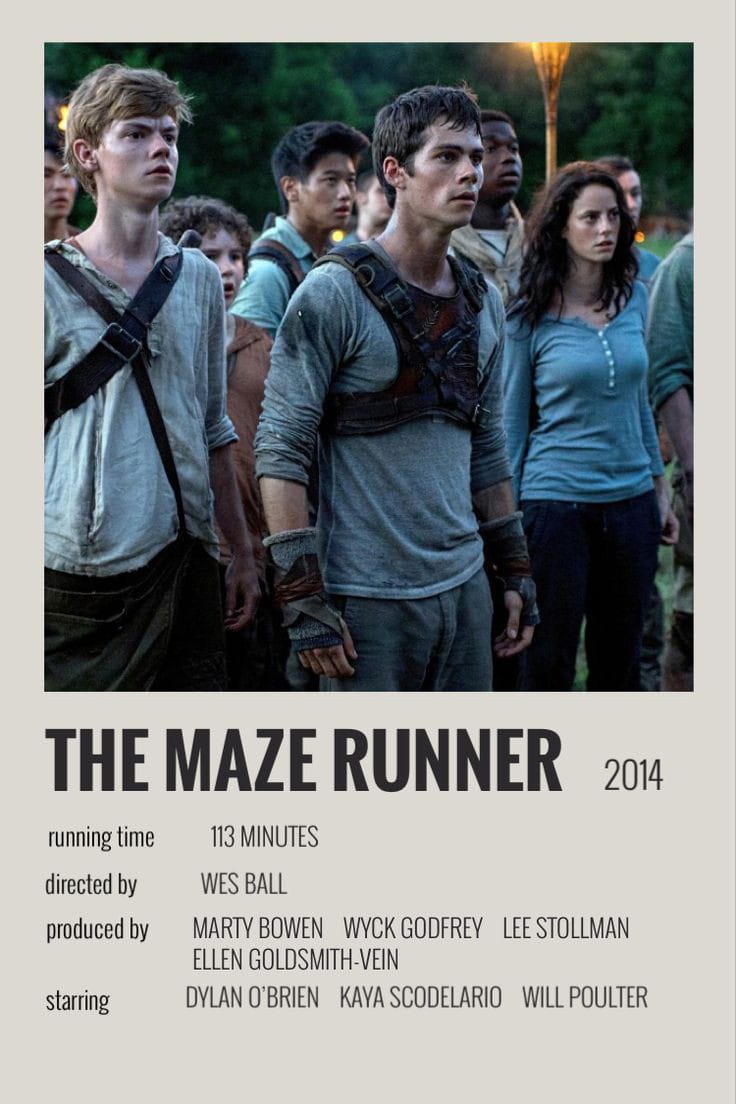 THE MAZE RUNNER 2014
running time 113 MINUTES
directed by WES BALL
produced by MARTY BOWEN WYCK GODFREY LEE STOLLMAN
ELLEN GOLDSMITH-VEIN
starring DYLAN O'BRIEN KAYA SCODELARIO WILL POULTER